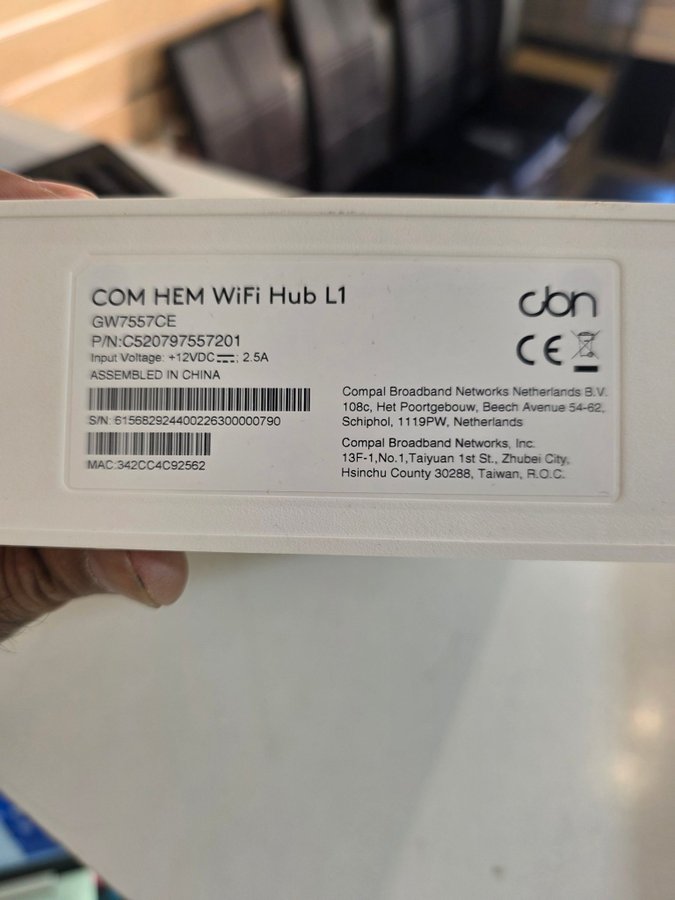 COM HEM WiFi Hub L1
GW7557CE
P/N:C520797557201
Input Voltage: +12VDC⎓; 2.5A
ASSEMBLED IN CHINA
S/N: 615682924400226300000790
MAC:342CC4C92562
cbn
CE
Compal Broadband Networks Netherlands B.V.
108c, Het Poortgebouw, Beech Avenue 54-62,
Schiphol, 1119PW, Netherlands
Compal Broadband Networks, Inc.
13F-1,No.1,Taiyuan 1st St., Zhubei City,
Hsinchu County 30288, Taiwan, R.O.C.